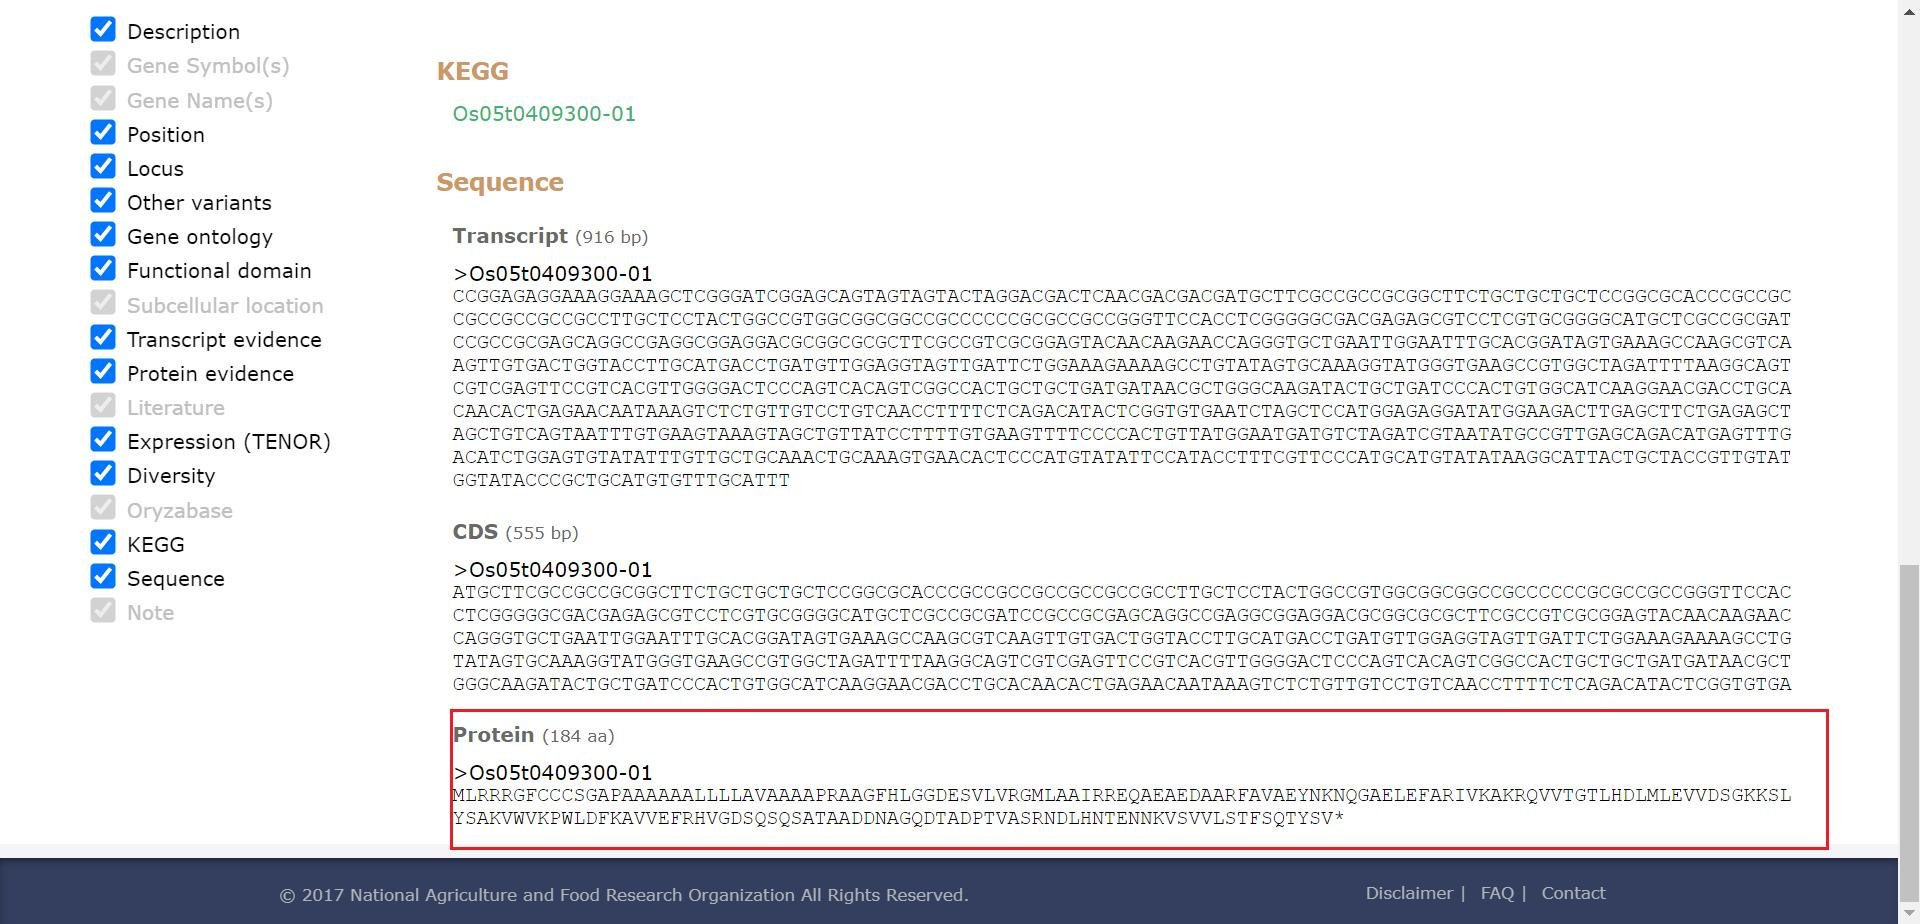 Description
Gene Symbol(s)
Gene Name(s)
Position
Locus
Other variants
Gene ontology
Functional domain
Subcellular location
Transcript evidence
Protein evidence
Literature
Expression (TENOR)
Diversity
Oryzabase
KEGG
Sequence
Note
KEGG
Os05t0409300-01
Sequence
Transcript (916 bp)
>Os05t0409300-01
CCGGAGAGGAAAGGAAAGCTCGGGATCGGAGCAGTAGTAGTACTAGGACGACTCAACGACGACGATGCTTCGCCGCCGCGGCTTCTGCTGCTGCTCCGGCGCACCCGCCGC
CGCCGCCGCCGCCTTGCTCCTACTGGCCGTGGCGGCGGCCGCCCCCCGCGCCGCCGGGTTCCACCTCGGGGGCGACGAGAGCGTCCTCGTGCGGGGCATGCTCGCCGCGAT
CCGCCGCGAGCAGGCCGAGGCGGAGGACGCGGCGCGCTTCGCCGTCGCGGAGTACAACAAGAACCAGGGTGCTGAATTGGAATTTGCACGGATAGTGAAAGCCAAGCGTCA
AGTTGTGACTGGTACCTTGCATGACCTGATGTTGGAGGTAGTTGATTCTGGAAAGAAAAGCCTGTATAGTGCAAAGGTATGGGTGAAGCCGTGGCTAGATTTTAAGGCAGT
CGTCGAGTTCCGTCACGTTGGGGACTCCCAGTCACAGTCGGCCACTGCTGCTGATGATAACGCTGGGCAAGATACTGCTGATCCCACTGTGGCATCAAGGAACGACCTGCA
CAACACTGAGAACAATAAAGTCTCTGTTGTCCTGTCAACCTTTTCTCAGACATACTCGGTGTGAATCTAGCTCCATGGAGAGGATATGGAAGACTTGAGCTTCTGAGAGCT
AGCTGTCAGTAATTTGTGAAGTAAAGTAGCTGTTATCCTTTTGTGAAGTTTTCCCCACTGTTATGGAATGATGTCTAGATCGTAATATGCCGTTGAGCAGACATGAGTTTG
ACATCTGGAGTGTATATTTGTTGCTGCAAACTGCAAAGTGAACACTCCCATGTATATTCCATACCTTTCGTTCCCATGCATGTATATAAGGCATTACTGCTACCGTTGTAT
GGTATACCCGCTGCATGTGTTTGCATTT
CDS (555 bp)
>Os05t0409300-01
ATGCTTCGCCGCCGCGGCTTCTGCTGCTGCTCCGGCGCACCCGCCGCCGCCGCCGCCGCCTTGCTCCTACTGGCCGTGGCGGCGGCCGCCCCCCGCGCCGCCGGGTTCCAC
CTCGGGGGCGACGAGAGCGTCCTCGTGCGGGGCATGCTCGCCGCGATCCGCCGCGAGCAGGCCGAGGCGGAGGACGCGGCGCGCTTCGCCGTCGCGGAGTACAACAAGAAC
CAGGGTGCTGAATTGGAATTTGCACGGATAGTGAAAGCCAAGCGTCAAGTTGTGACTGGTACCTTGCATGACCTGATGTTGGAGGTAGTTGATTCTGGAAAGAAAAGCCTG
TATAGTGCAAAGGTATGGGTGAAGCCGTGGCTAGATTTTAAGGCAGTCGTCGAGTTCCGTCACGTTGGGGACTCCCAGTCACAGTCGGCCACTGCTGCTGATGATAACGCT
GGGCAAGATACTGCTGATCCCACTGTGGCATCAAGGAACGACCTGCACAACACTGAGAACAATAAAGTCTCTGTTGTCCTGTCAACCTTTTCTCAGACATACTCGGTGTGA
Protein (184 aa)
>Os05t0409300-01
MLRRRGFCCCSGAPAAAAAALLLLAVAAAAPRAAGFHLGGDESVLVRGMLAAIRREQAEAEDAARFAVAEYNKNQGAELEFARIVKAKRQVVTGTLHDLMLEVVDSGKKSL
YSAKVWVKPWLDFKAVVEFRHVGDSQSQSATAADDNAGQDTADPTVASRNDLHNTENNKVSVVLSTFSQTYSV*
© 2017 National Agriculture and Food Research Organization All Rights Reserved.
Disclaimer | FAQ | Contact